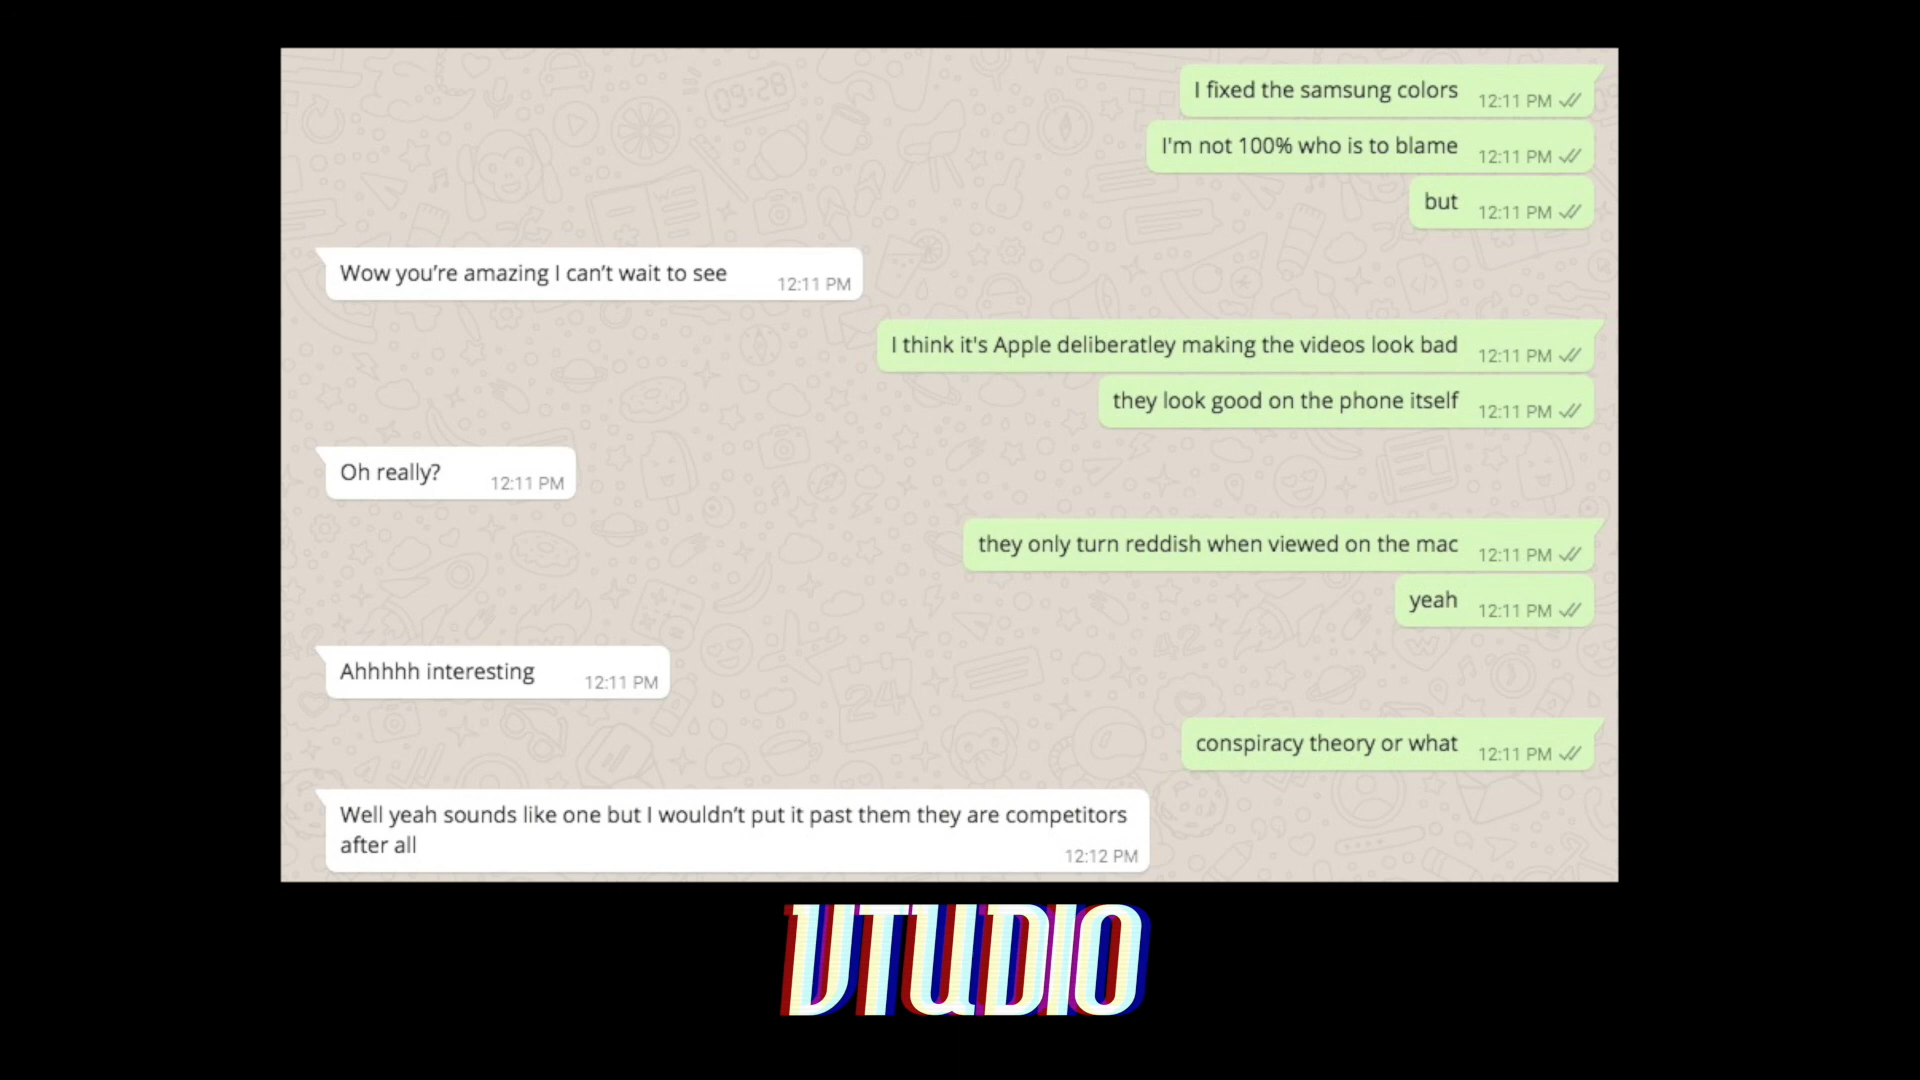 I fixed the samsung colors 12:11 PM
I'm not 100% who is to blame 12:11 PM
but 12:11 PM
Wow you’re amazing I can’t wait to see 12:11 PM
I think it's Apple deliberatley making the videos look bad 12:11 PM
they look good on the phone itself 12:11 PM
Oh really? 12:11 PM
they only turn reddish when viewed on the mac 12:11 PM
yeah 12:11 PM
Ahhhhh interesting 12:11 PM
conspiracy theory or what 12:11 PM
Well yeah sounds like one but I wouldn’t put it past them they are competitors
after all 12:12 PM
VTUDIO